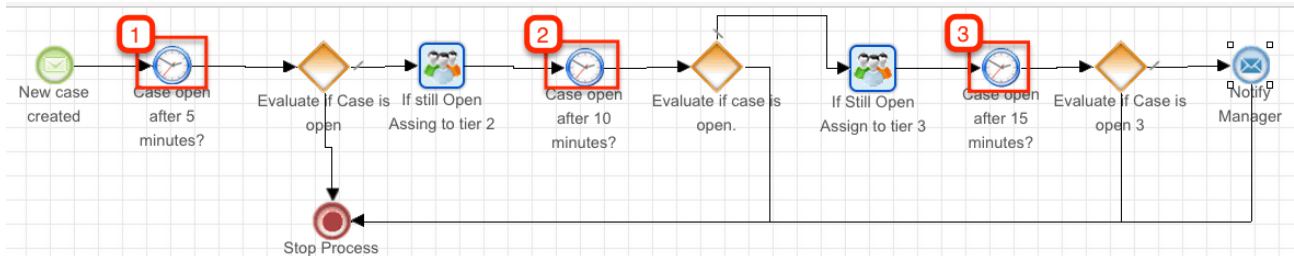 1
2
3
New case
created
Case open
after 5
minutes?
Evaluate if Case is
open
If still Open
Assing to tier 2
Case open
after 10
minutes?
Evaluate if case is
open.
If Still Open
Assign to tier 3
Case open
after 15
minutes?
Evaluate if Case is
open 3
Notify
Manager
Stop Process